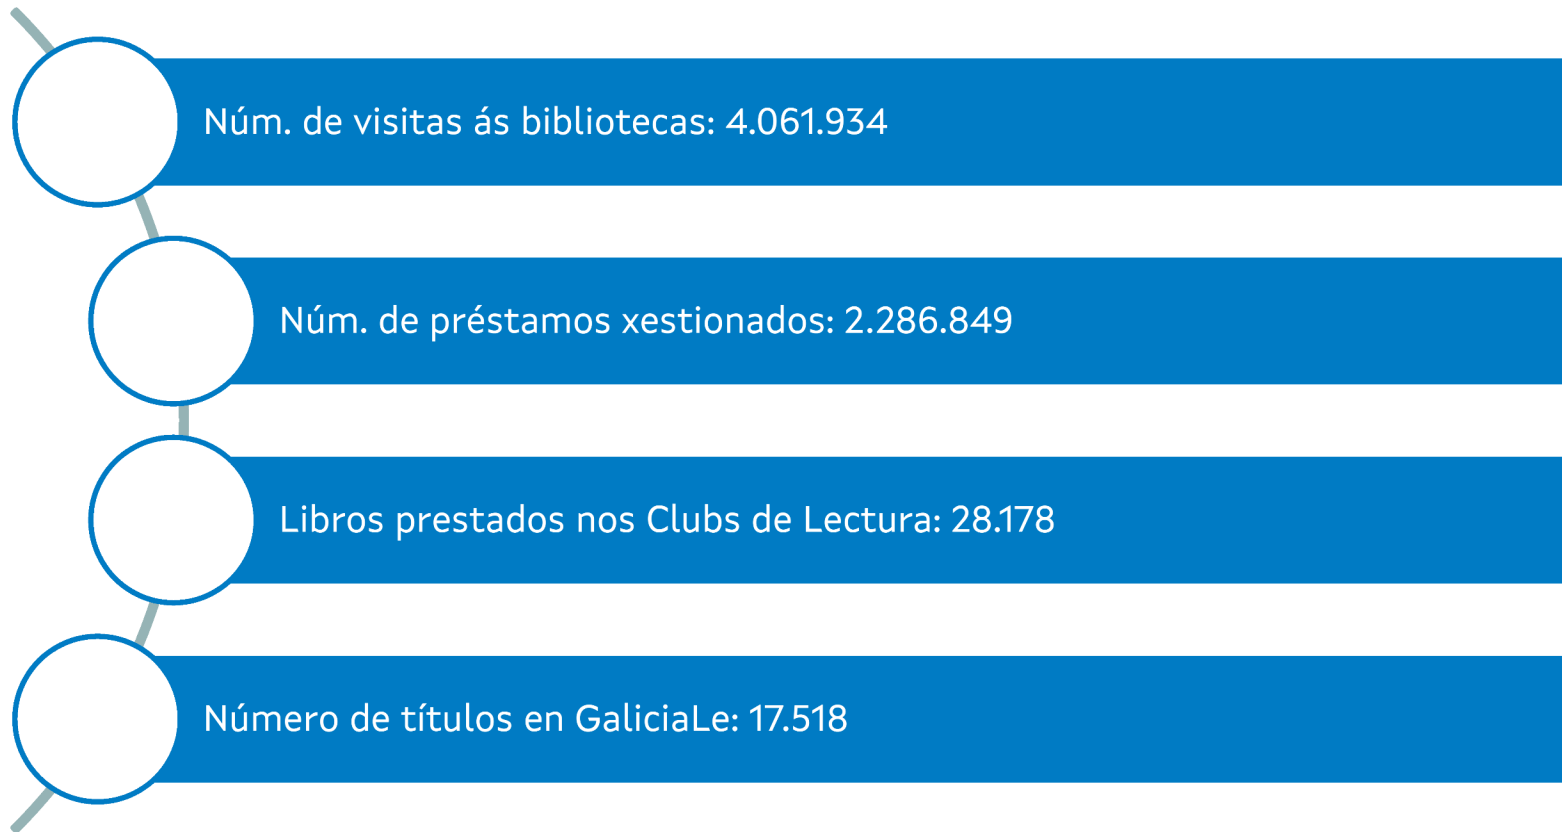 Núm. de visitas ás bibliotecas: 4.061.934
Núm. de préstamos xestionados: 2.286.849
Libros prestados nos Clubs de Lectura: 28.178
Número de títulos en GaliciaLe: 17.518